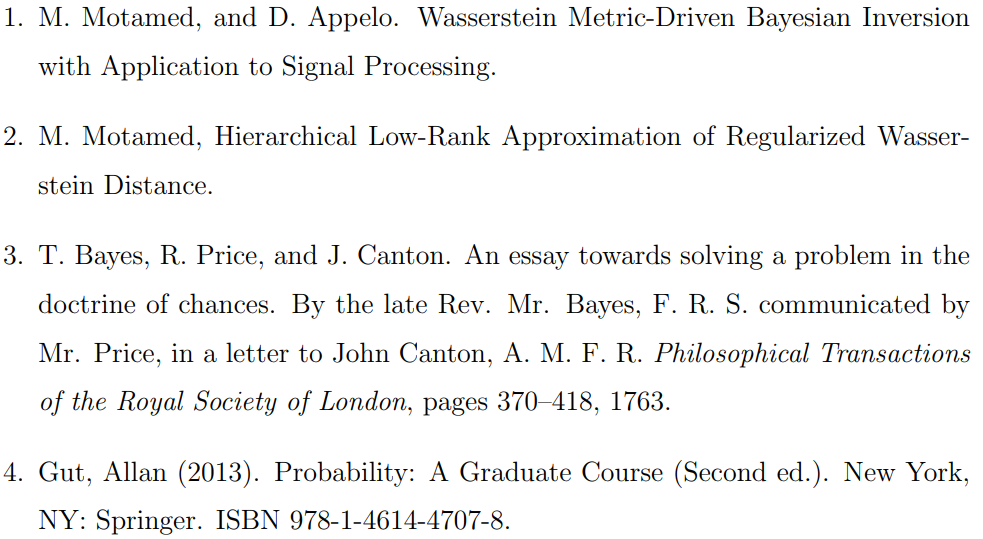 1. M. Motamed, and D. Appelo. Wasserstein Metric-Driven Bayesian Inversion
with Application to Signal Processing.
2. M. Motamed, Hierarchical Low-Rank Approximation of Regularized Wasser-
stein Distance.
3. T. Bayes, R. Price, and J. Canton. An essay towards solving a problem in the
doctrine of chances. By the late Rev. Mr. Bayes, F. R. S. communicated by
Mr. Price, in a letter to John Canton, A. M. F. R. Philosophical Transactions
of the Royal Society of London, pages 370–418, 1763.
4. Gut, Allan (2013). Probability: A Graduate Course (Second ed.). New York,
NY: Springer. ISBN 978-1-4614-4707-8.